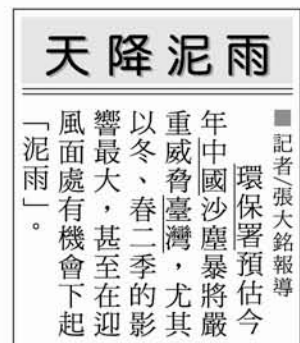 天降泥雨
■記者╱張大銘報導
環保署預估今
年中國沙塵暴將嚴
重威脅臺灣，尤其
以冬、春二季的影
響最大，甚至在迎
風面處有機會下起
「泥雨」。